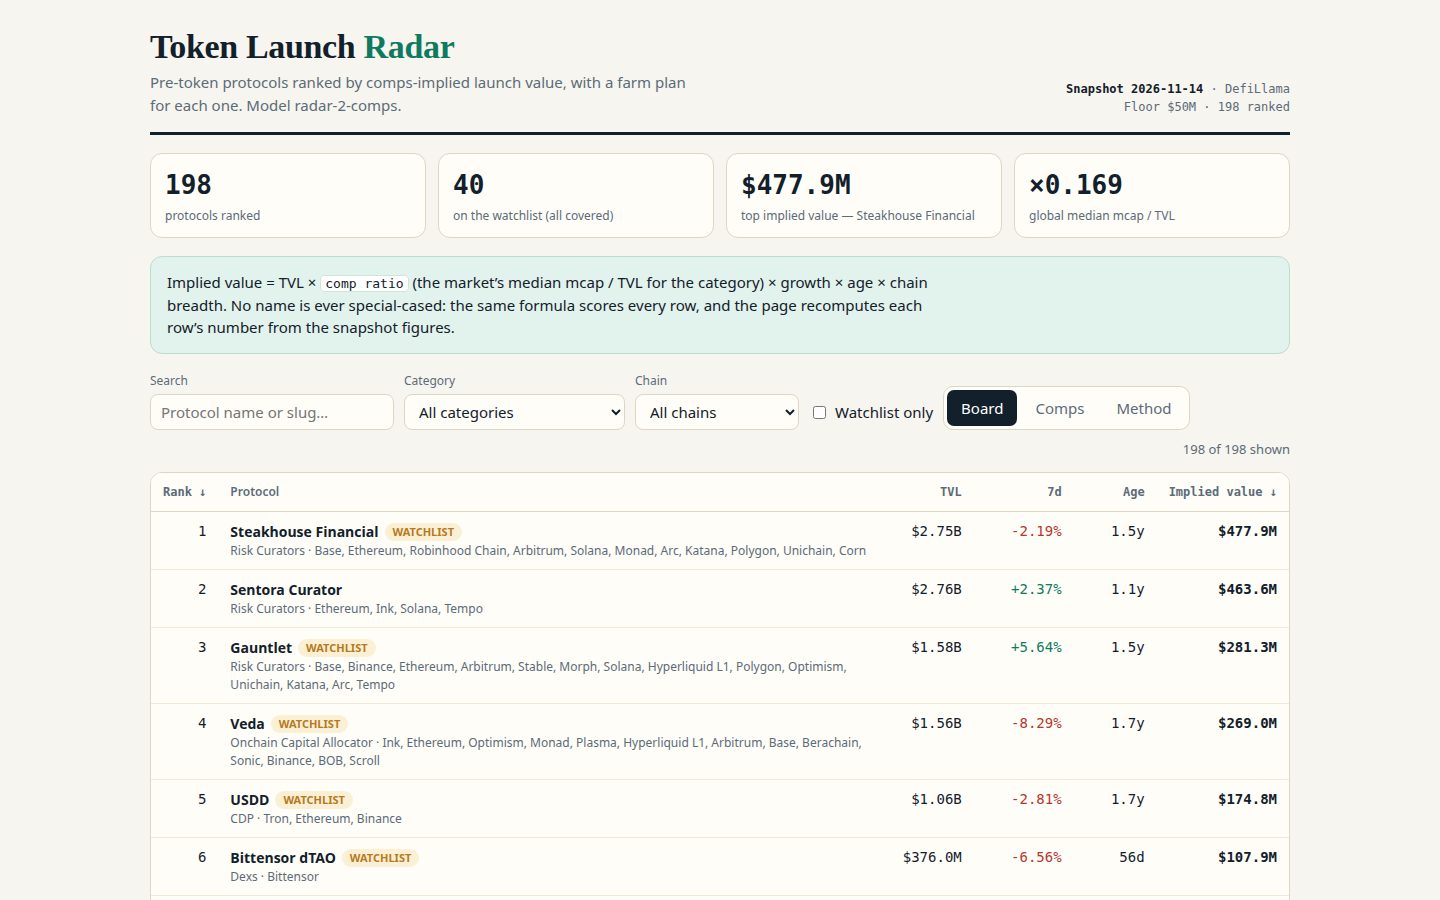 Token Launch Radar
Pre-token protocols ranked by comps-implied launch value, with a farm plan
for each one. Model radar-2-comps.
Snapshot 2026-11-14 · DefiLlama
Floor $50M · 198 ranked
198
protocols ranked
40
on the watchlist (all covered)
$477.9M
top implied value — Steakhouse Financial
×0.169
global median mcap / TVL
Implied value = TVL × comp ratio (the market’s median mcap / TVL for the category) × growth × age × chain
breadth. No name is ever special-cased: the same formula scores every row, and the page recomputes each
row’s number from the snapshot figures.
Search
Category
Chain
Protocol name or slug…
All categories
All chains
Watchlist only
Board
Comps
Method
198 of 198 shown
Rank ↓ Protocol TVL 7d Age Implied value ↓
1 Steakhouse Financial WATCHLIST $2.75B -2.19% 1.5y $477.9M
Risk Curators · Base, Ethereum, Robinhood Chain, Arbitrum, Solana, Monad, Arc, Katana, Polygon, Unichain, Corn
2 Sentora Curator $2.76B +2.37% 1.1y $463.6M
Risk Curators · Ethereum, Ink, Solana, Tempo
3 Gauntlet WATCHLIST $1.58B +5.64% 1.5y $281.3M
Risk Curators · Base, Binance, Ethereum, Arbitrum, Stable, Morph, Solana, Hyperliquid L1, Polygon, Optimism,
Unichain, Katana, Arc, Tempo
4 Veda WATCHLIST $1.56B -8.29% 1.7y $269.0M
Onchain Capital Allocator · Ink, Ethereum, Optimism, Monad, Plasma, Hyperliquid L1, Arbitrum, Base, Berachain,
Sonic, Binance, BOB, Scroll
5 USDD WATCHLIST $1.06B -2.81% 1.7y $174.8M
CDP · Tron, Ethereum, Binance
6 Bittensor dTAO WATCHLIST $376.0M -6.56% 56d $107.9M
Dexs · Bittensor